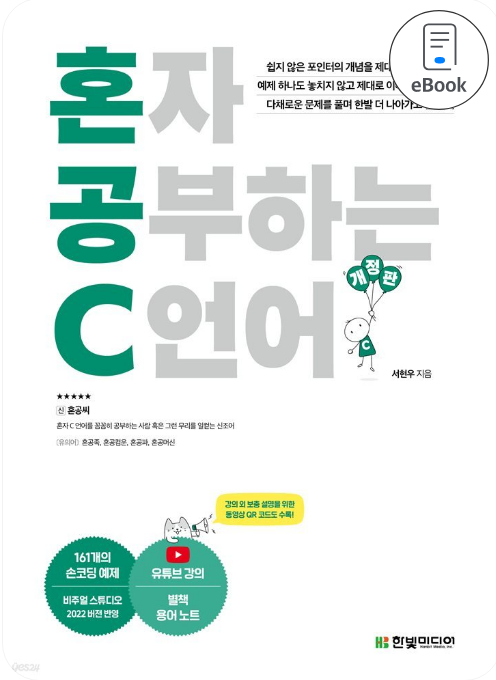 쉽지 않은 포인터의 개념을 제대
예제 하나도 놓치지 않고 제대로
다채로운 문제를 풀며 한발 더 나아가고
eBook
혼자
공부하는
C 언어
개정판
C
서현우 지음
★★★★★
[신] 혼공씨
혼자 C 언어를 꼼꼼히 공부하는 사람 혹은 그런 무리를 일컫는 신조어
(유의어) 혼공족, 혼공컴운, 혼공파, 혼공머신
강의 외 보충 설명을 위한
동영상 QR 코드도 수록!
161개의
손코딩 예제
비주얼 스튜디오
2022 버전 반영
유튜브 강의
별책
용어 노트
한빛미디어
Hanbit Media, Inc.
yes24